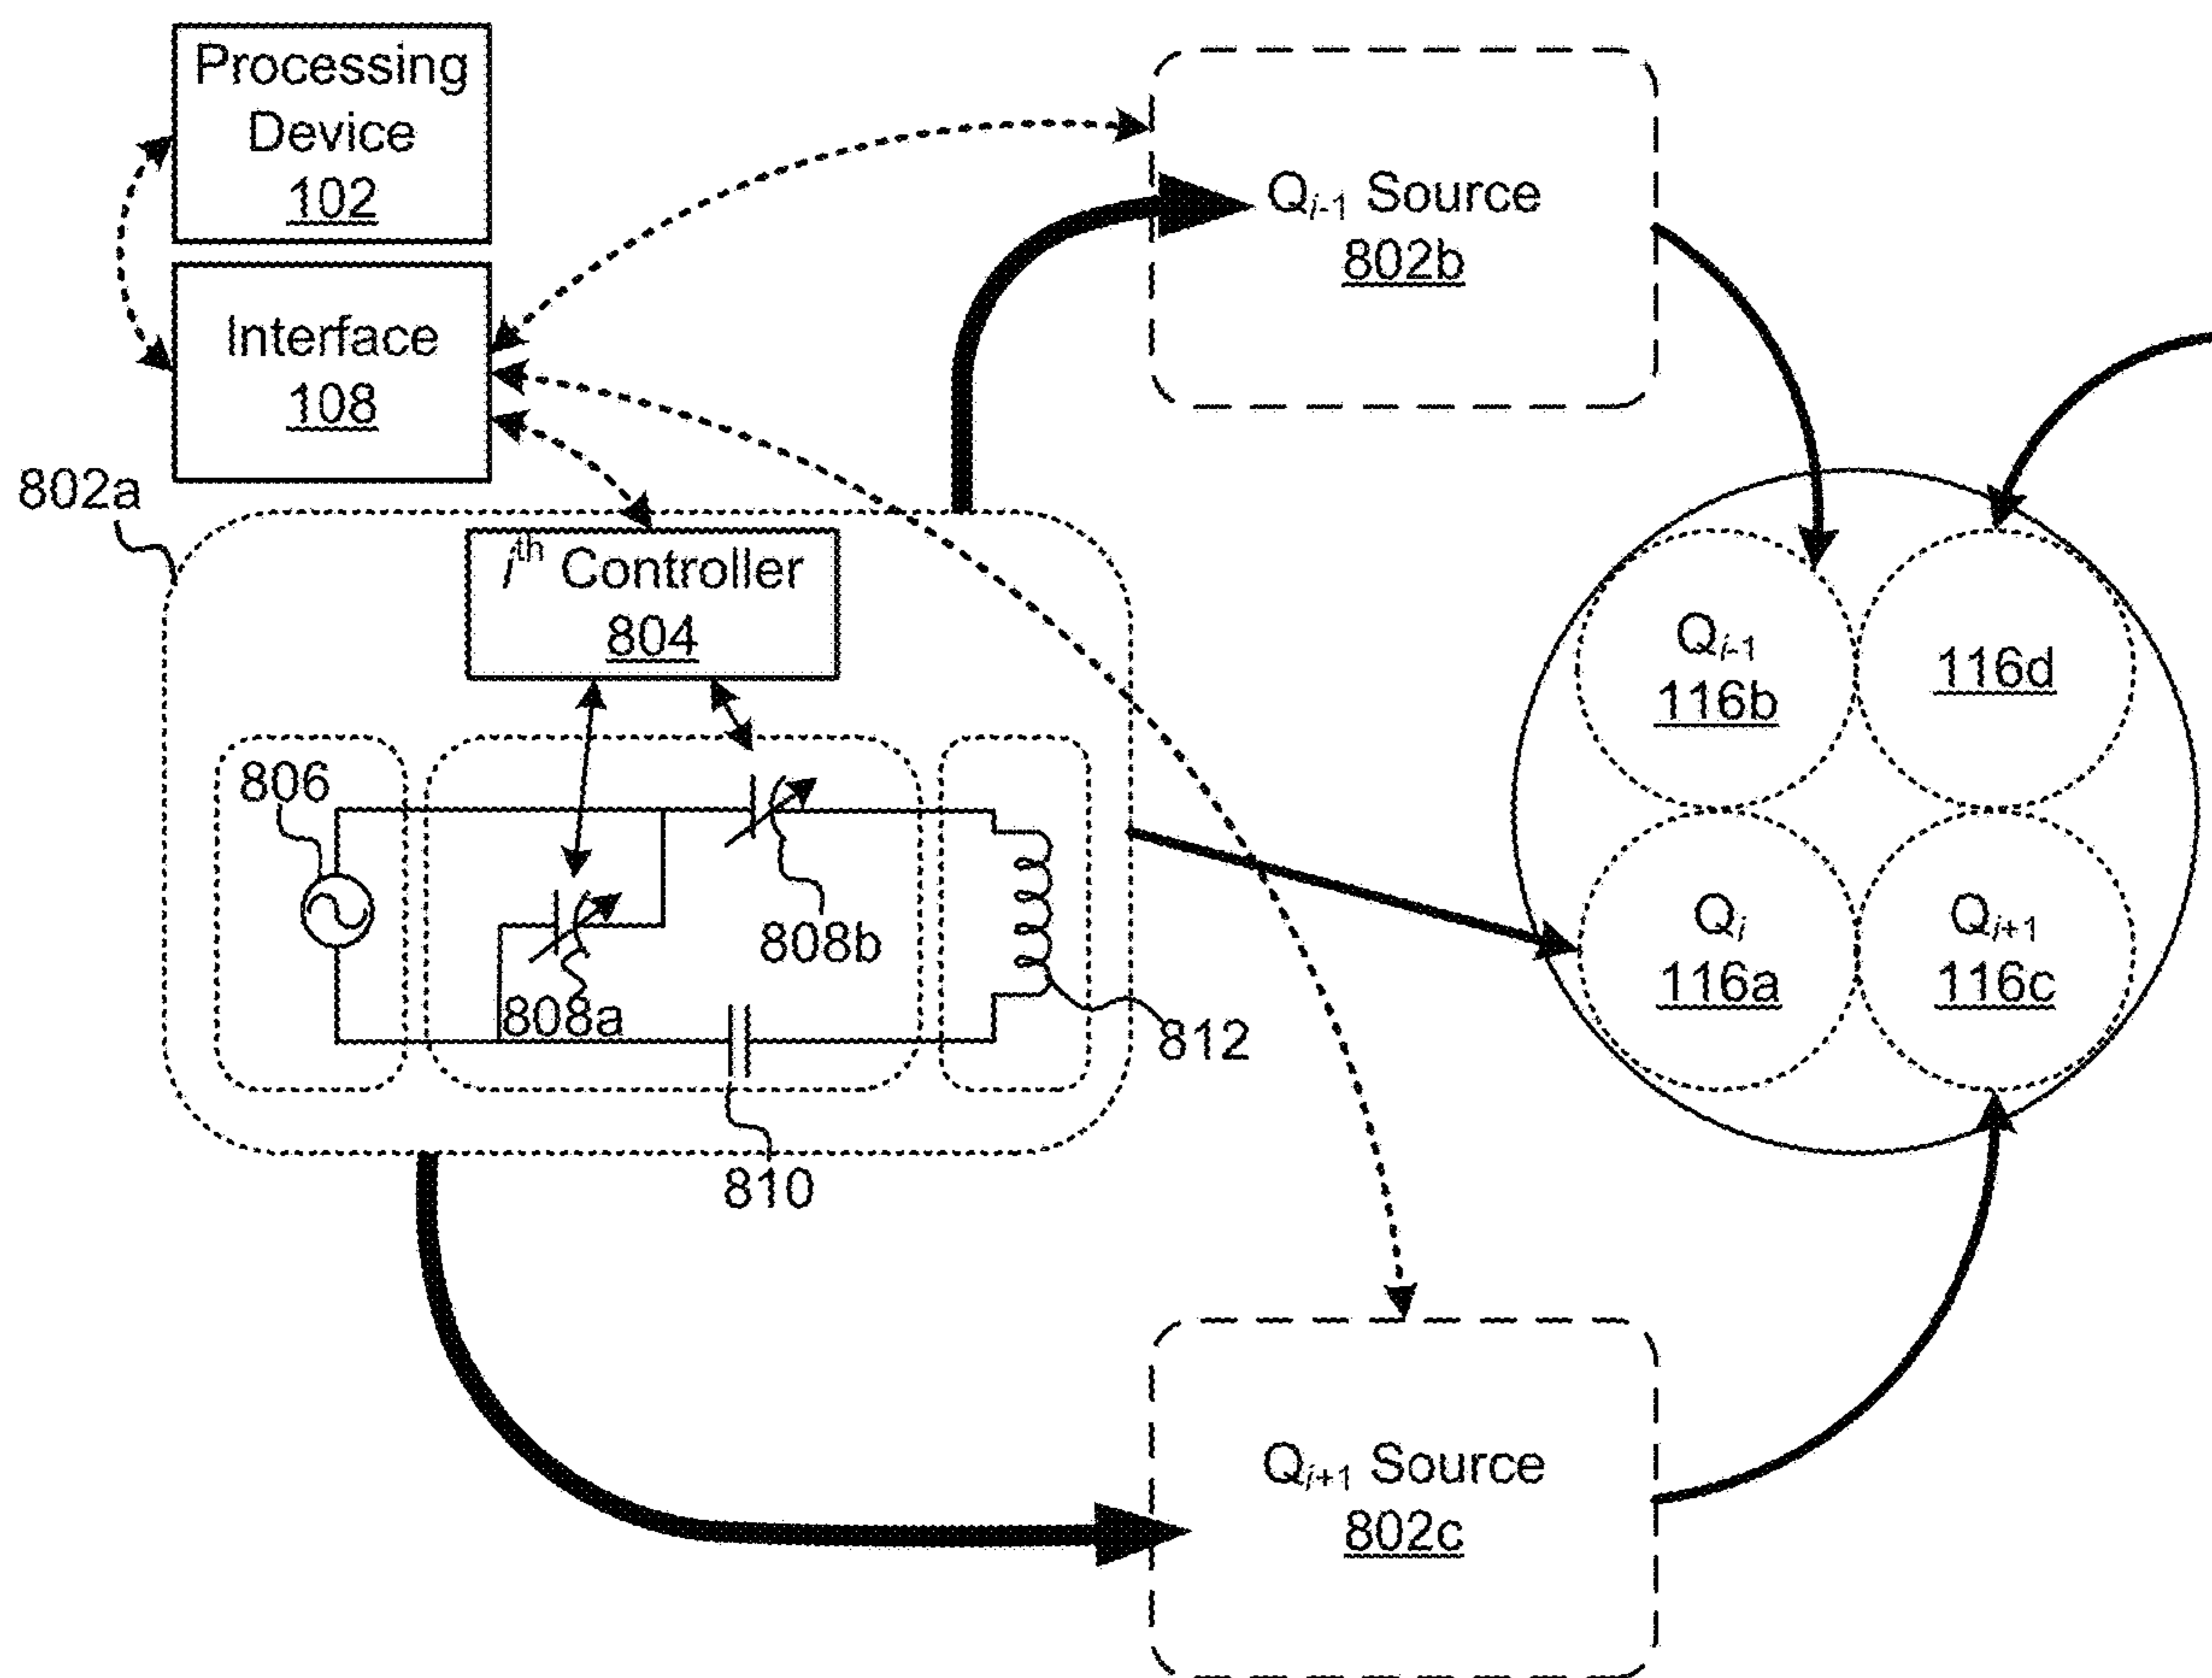 Processing
Device
102
Interface
108
802a
ith Controller
804
806
808b
808a
812
810
Qi-1 Source
802b
Qi-1
116b
116d
Qi
116a
Qi+1
116c
Qi+1 Source
802c